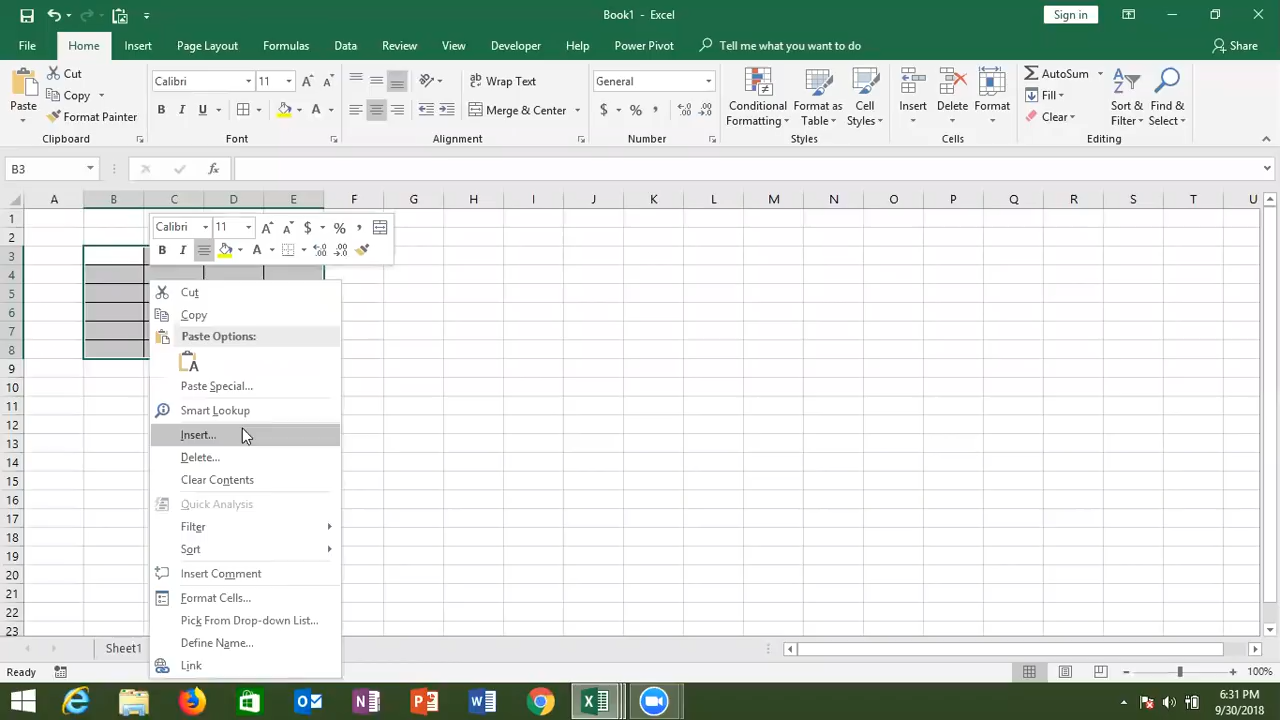 Book1 - Excel
Sign in
File Home Insert Page Layout Formulas Data Review View Developer Help Power Pivot Tell me what you want to do Share
Paste
Cut
Copy
Format Painter
Clipboard
Calibri 11
B I U A
Font
Wrap Text
Merge & Center
Alignment
General
$ % ,
Number
Conditional Formatting
Format as Table
Cell Styles
Styles
Insert
Delete
Format
Cells
AutoSum
Fill
Clear
Sort & Filter
Find & Select
Editing
B3
fx
A B C D E F G H I J K L M N O P Q R S T U
1
2
3
4
5
6
7
8
9
10
11
12
13
14
15
16
17
18
19
20
21
22
23
Calibri 11 A A $ % ,
B I A
Cut
Copy
Paste Options:
Paste Special...
Smart Lookup
Insert...
Delete...
Clear Contents
Quick Analysis
Filter
Sort
Insert Comment
Format Cells...
Pick From Drop-down List...
Define Name...
Link
Sheet1
Ready
100%
6:31 PM
9/30/2018